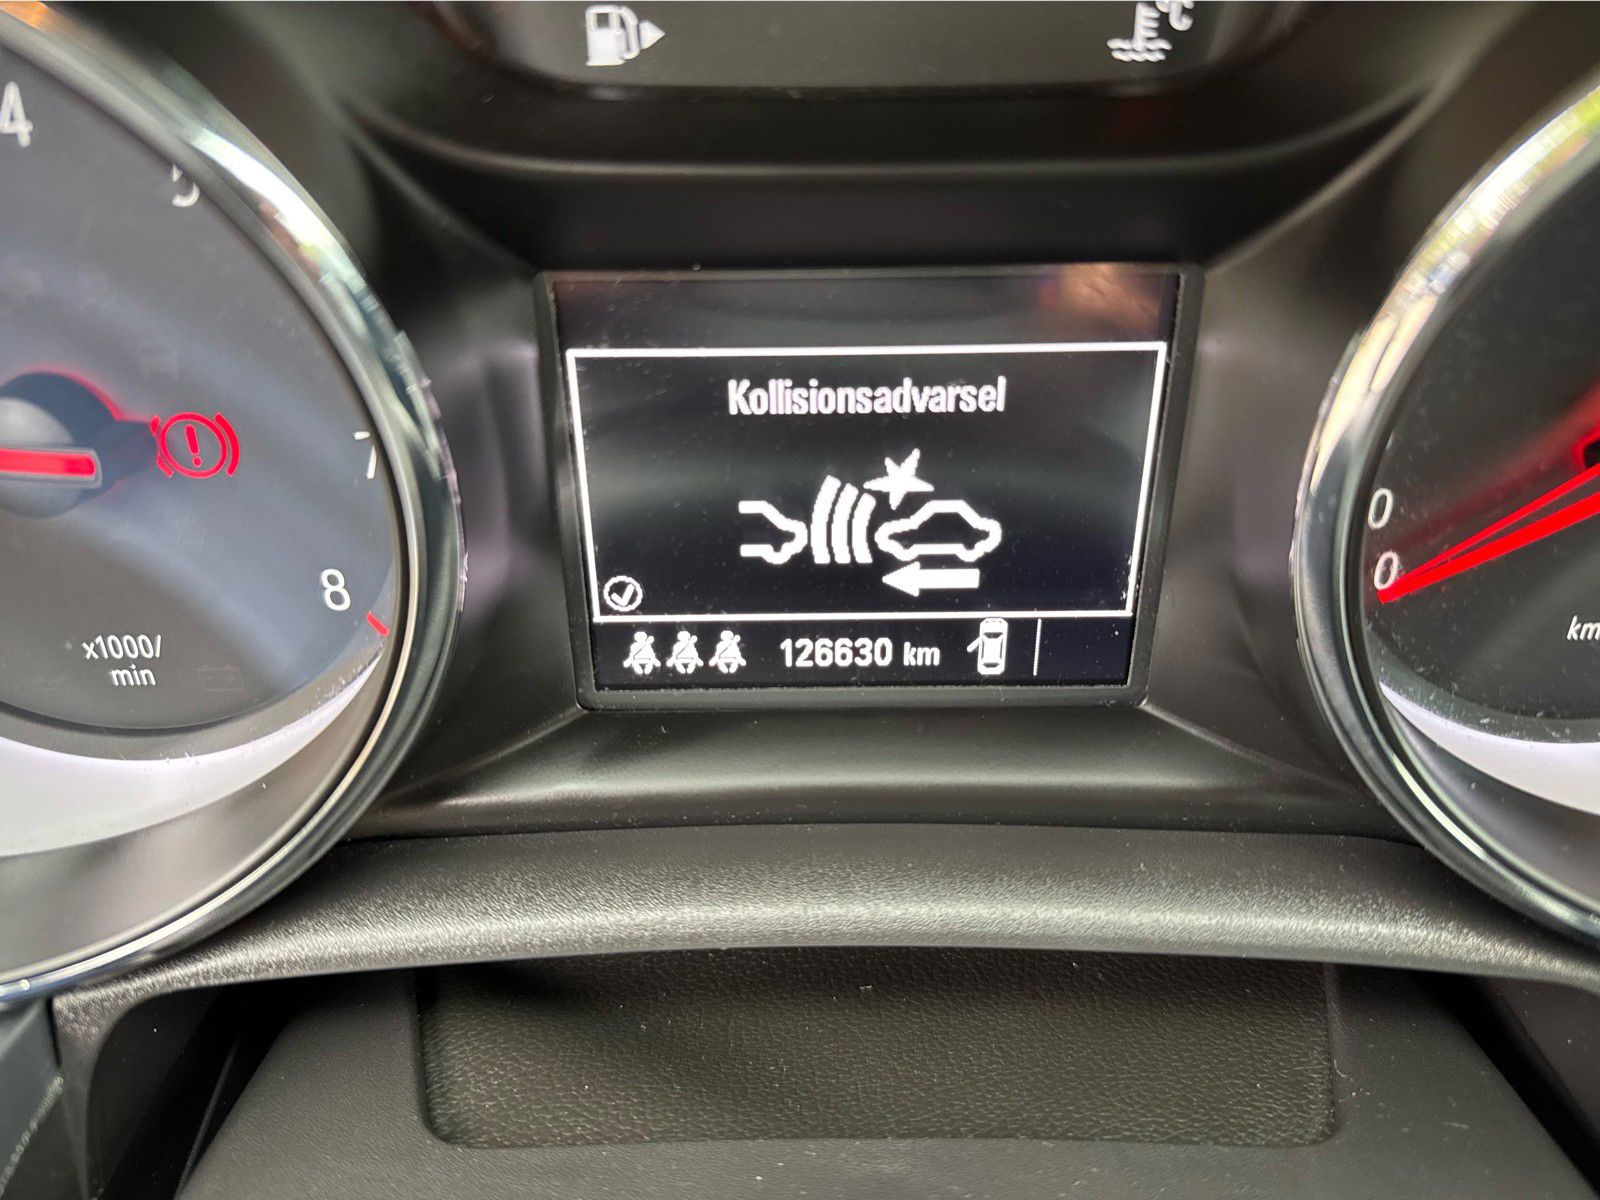 °C
4
5
7
8
x1000/
min
Kollisionsadvarsel
126630 km
0
0
km